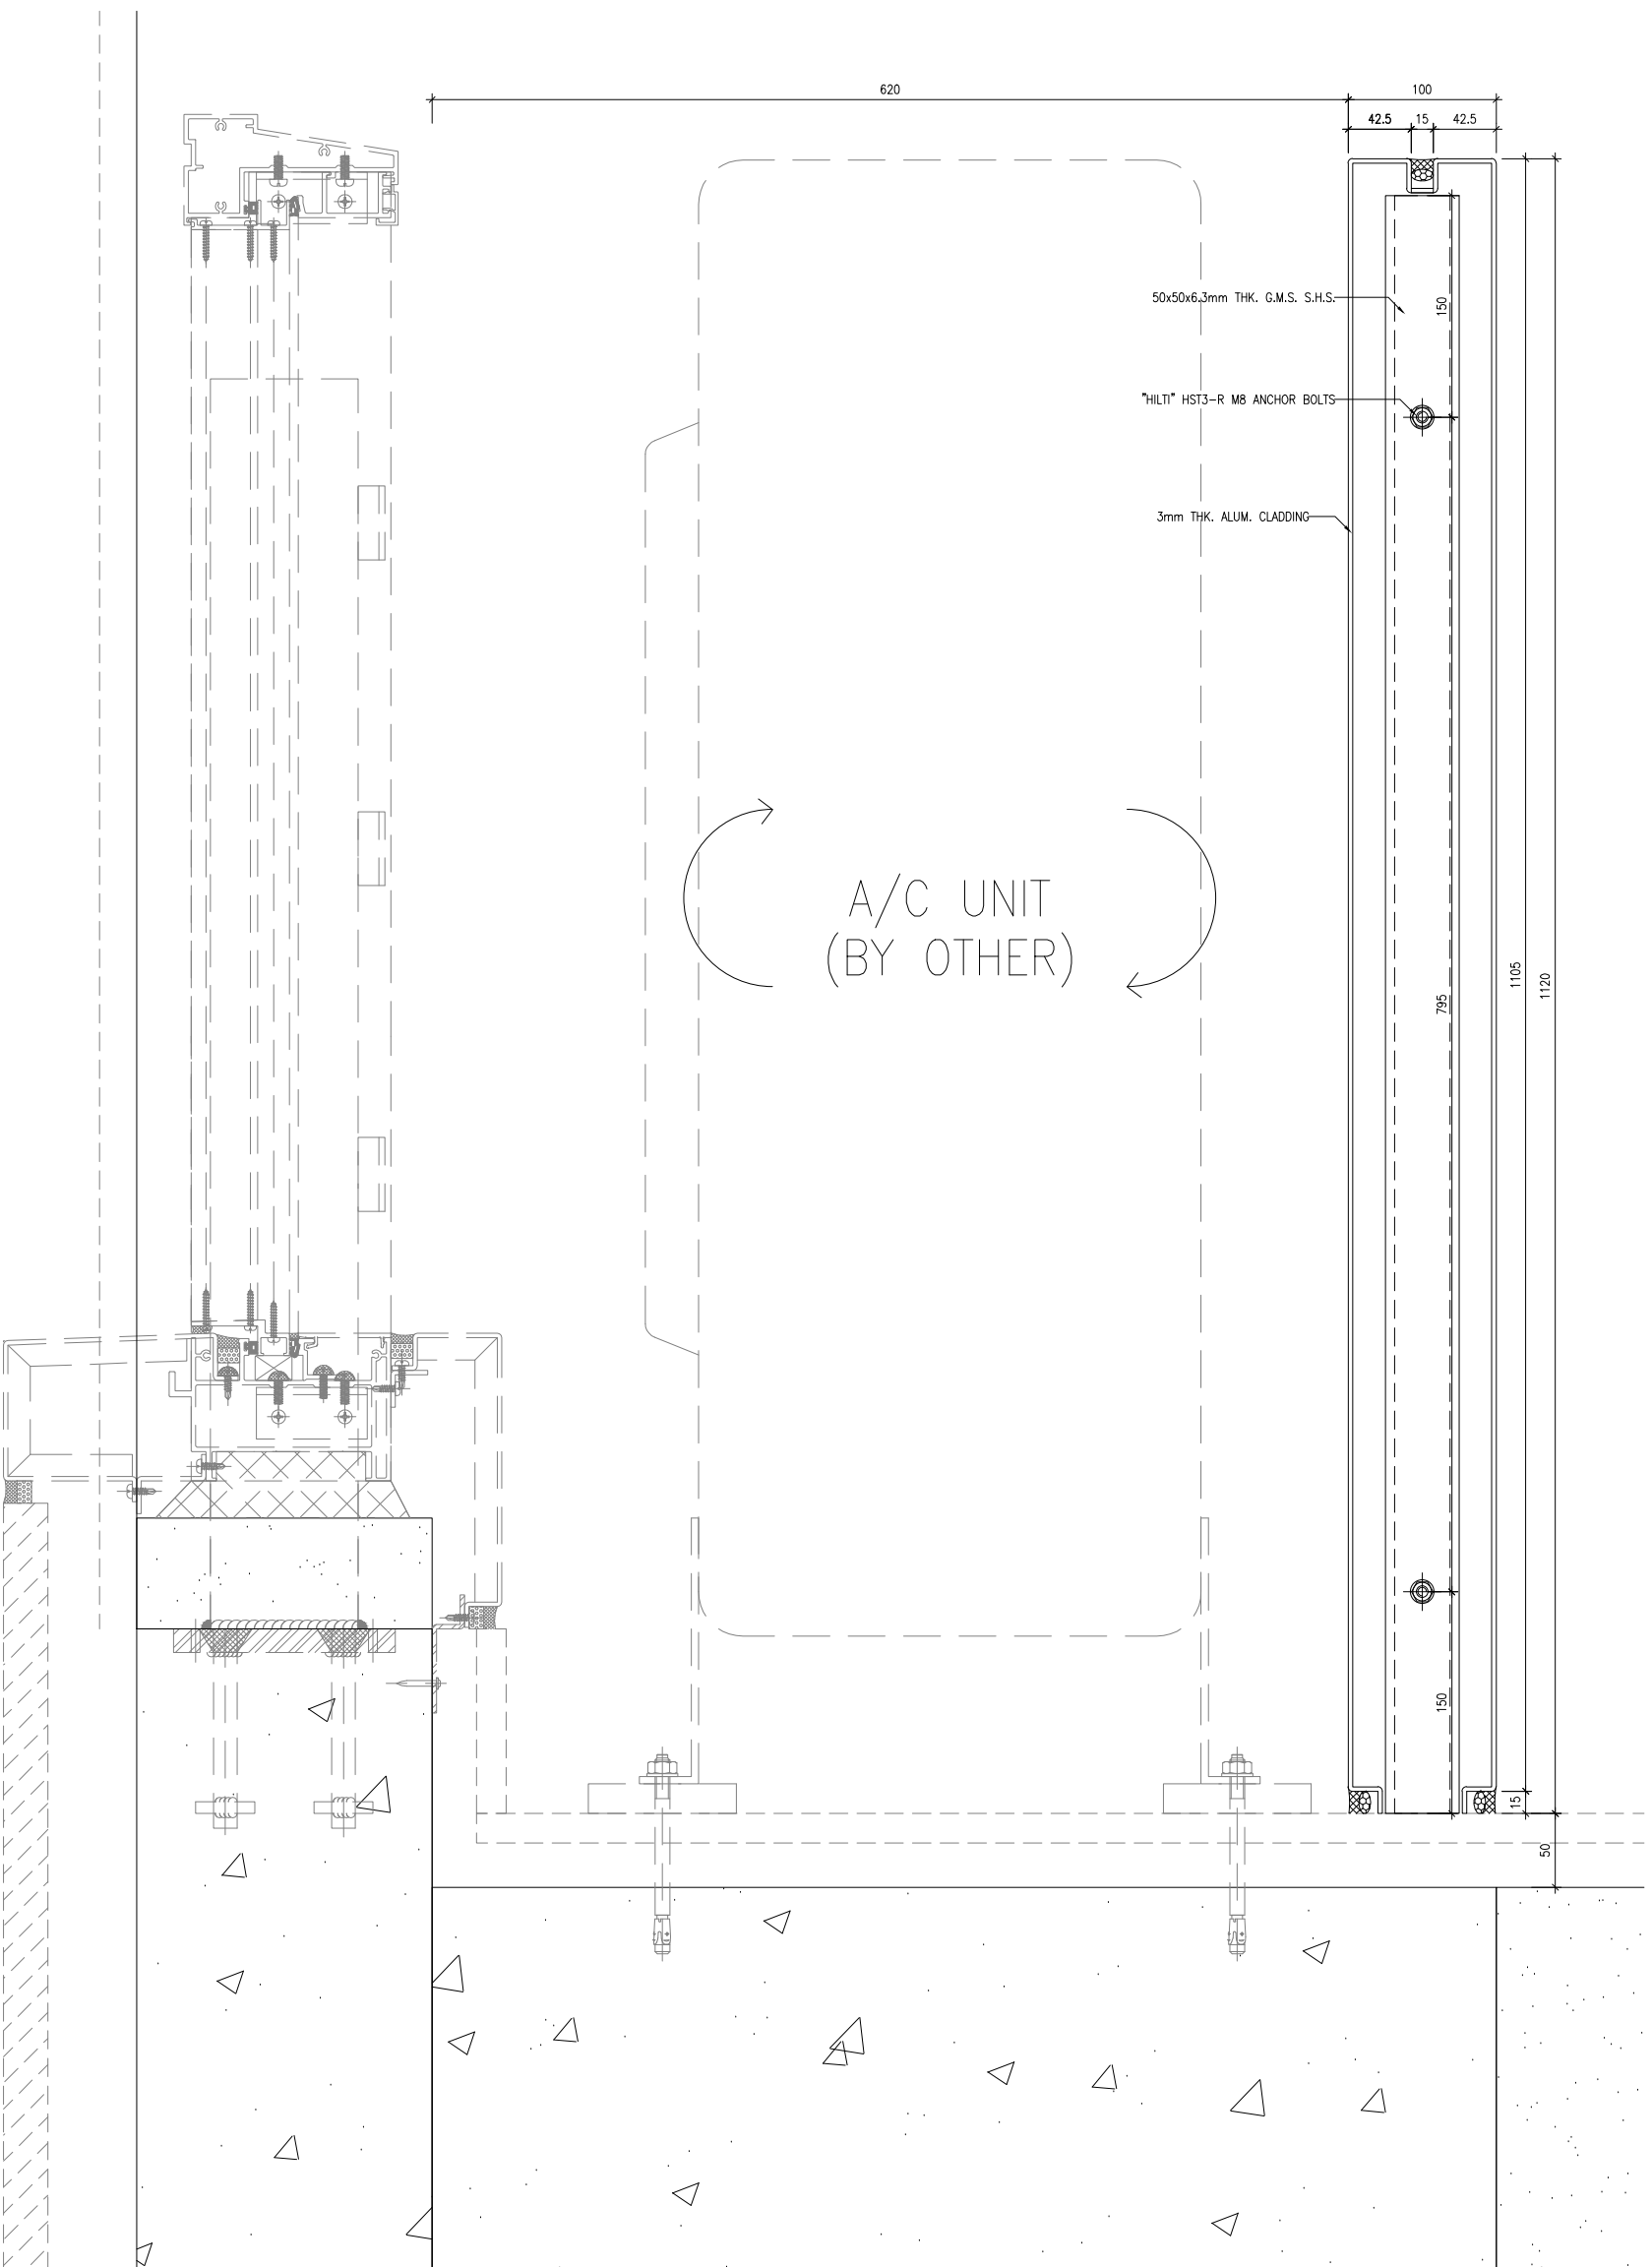 620
100
42.5
15
42.5
50x50x6.3mm THK. G.M.S. S.H.S.
150
"HILTI" HST3-R M8 ANCHOR BOLTS
3mm THK. ALUM. CLADDING
A/C UNIT
(BY OTHER)
795
1105
1120
150
15
50